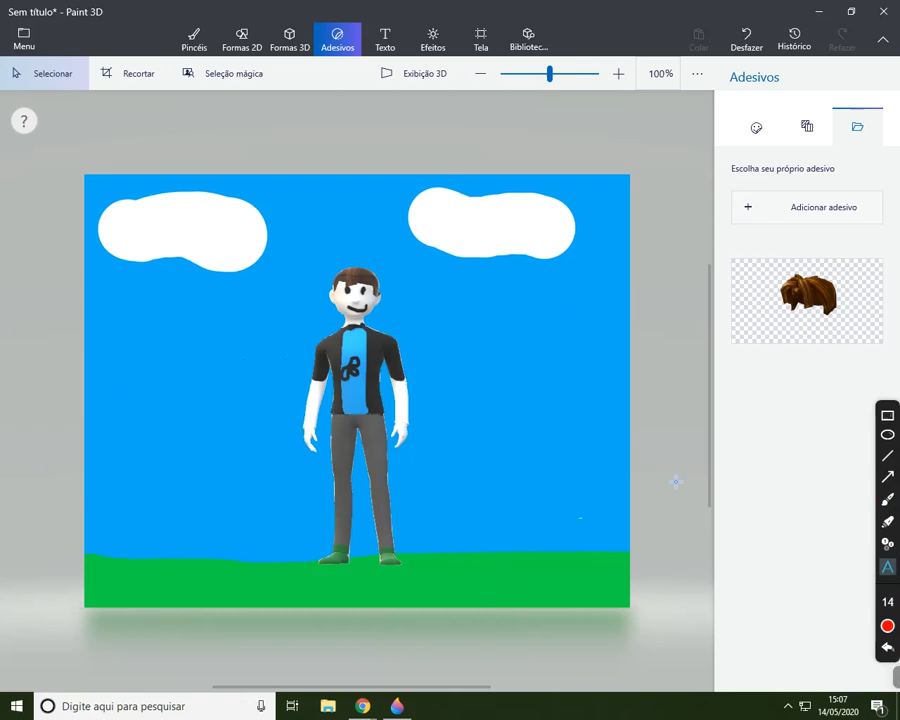 Sem título* - Paint 3D
Menu
Pincéis
Formas 2D
Formas 3D
Adesivos
Texto
Efeitos
Tela
Bibliotec...
Colar
Desfazer
Histórico
Refazer
Selecionar
Recortar
Seleção mágica
Exibição 3D
100%
Adesivos
?
Escolha seu próprio adesivo
Adicionar adesivo
A
14
Digite aqui para pesquisar
15:07
14/05/2020
1